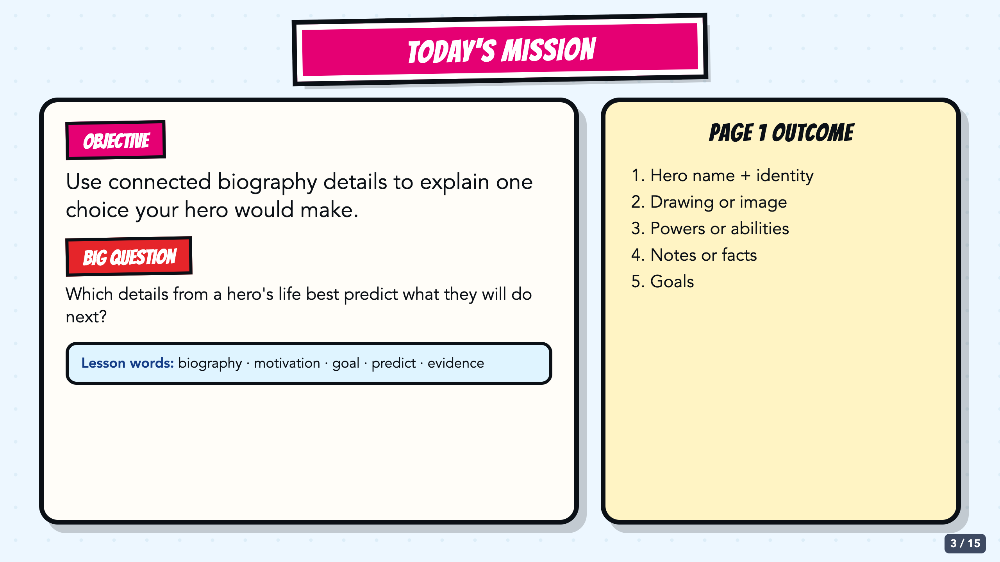 TODAY'S MISSION
OBJECTIVE
Use connected biography details to explain one
choice your hero would make.
BIG QUESTION
Which details from a hero's life best predict what they will do
next?
Lesson words: biography · motivation · goal · predict · evidence
PAGE 1 OUTCOME
1. Hero name + identity
2. Drawing or image
3. Powers or abilities
4. Notes or facts
5. Goals
3 / 15